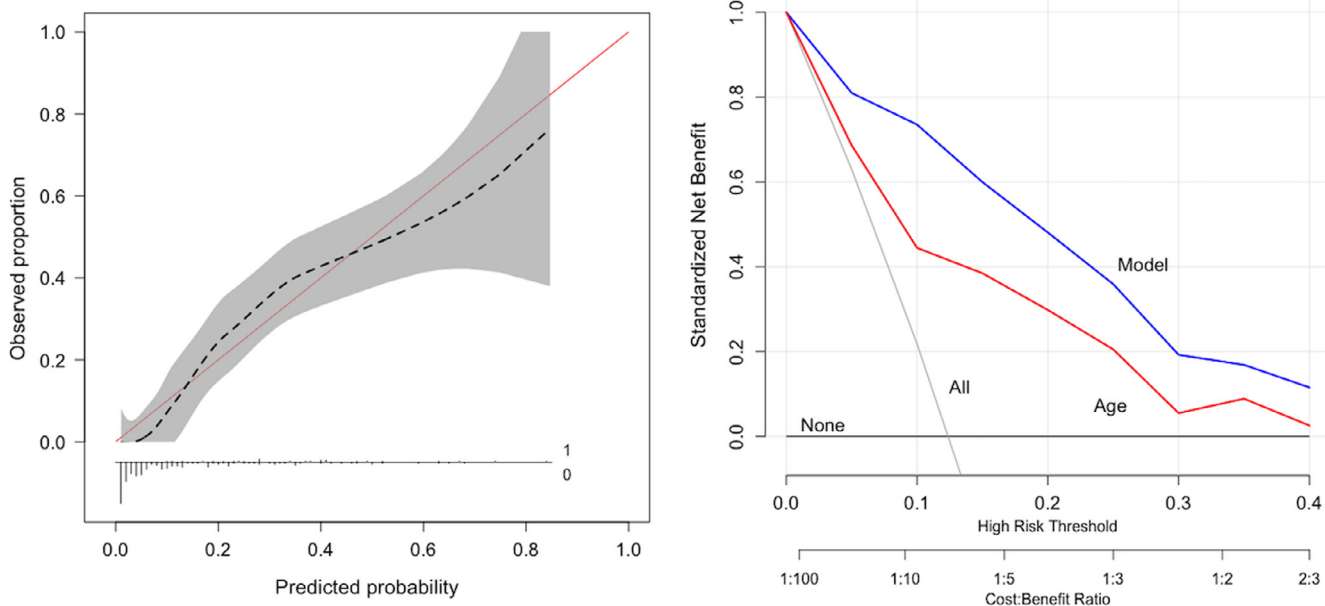 Observed proportion
1.0
0.8
0.6
0.4
0.2
0.0
1
0
0.0 0.2 0.4 0.6 0.8 1.0
Predicted probability
Standardized Net Benefit
1.0
0.8
0.6
0.4
0.2
0.0
Model
All
Age
None
0.0 0.1 0.2 0.3 0.4
High Risk Threshold
1:100 1:10 1:5 1:3 1:2 2:3
Cost:Benefit Ratio